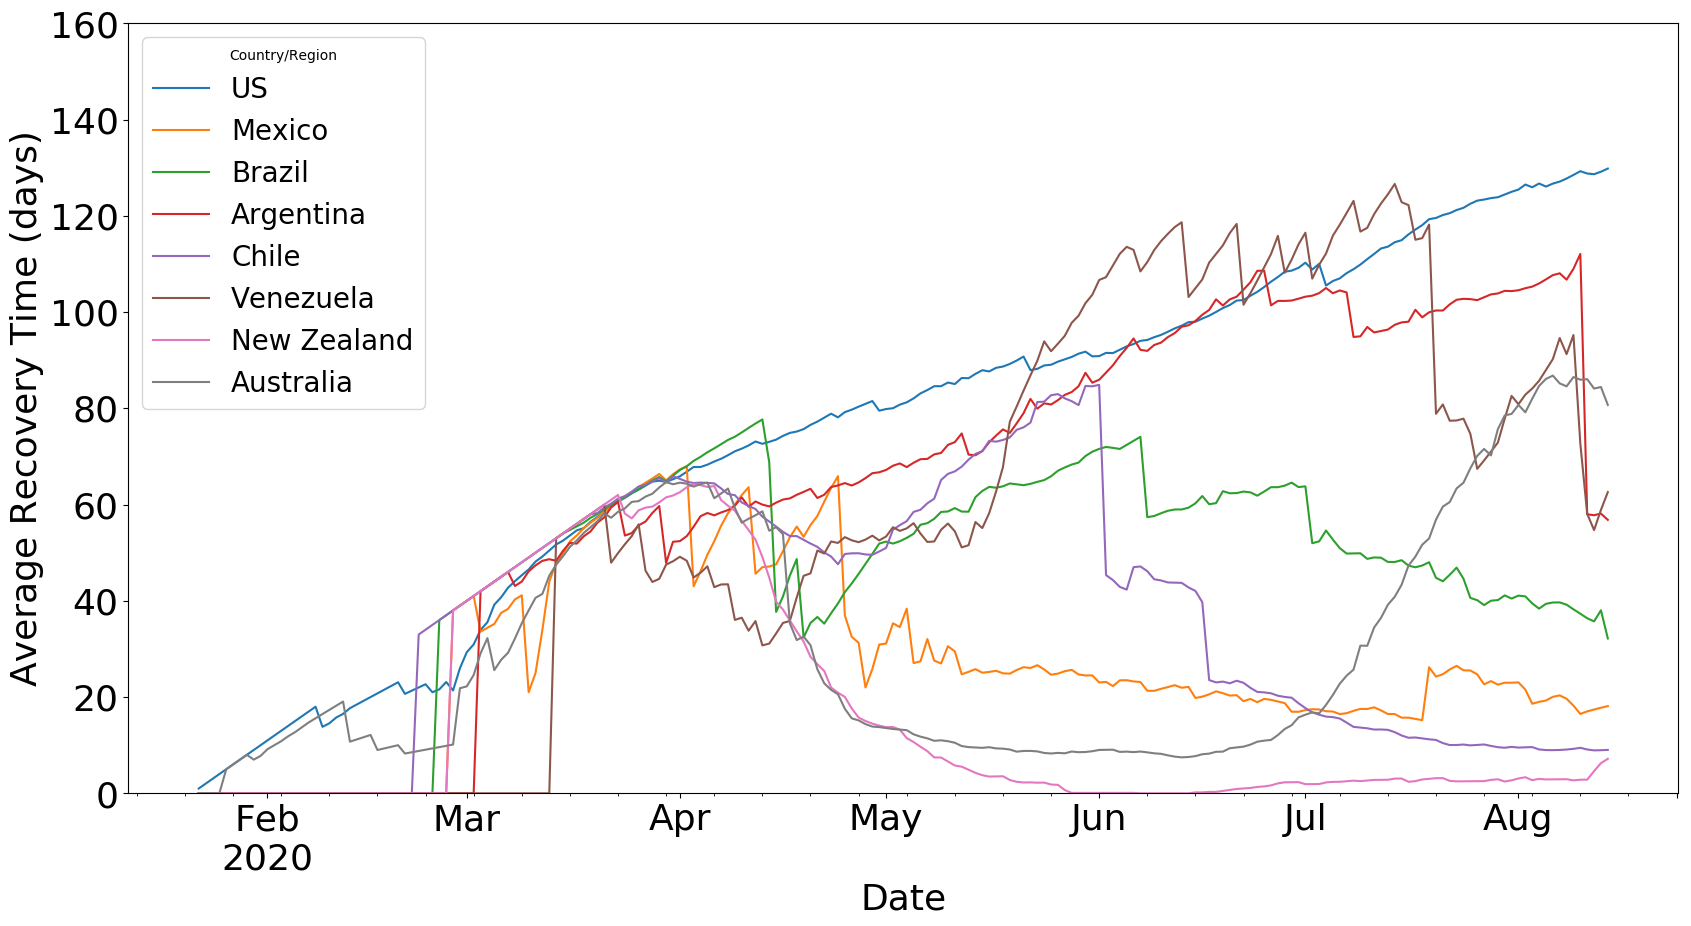 160
140
120
100
80
60
40
20
0
Average Recovery Time (days)
Country/Region
US
Mexico
Brazil
Argentina
Chile
Venezuela
New Zealand
Australia
Feb
2020
Mar
Apr
May
Jun
Jul
Aug
Date